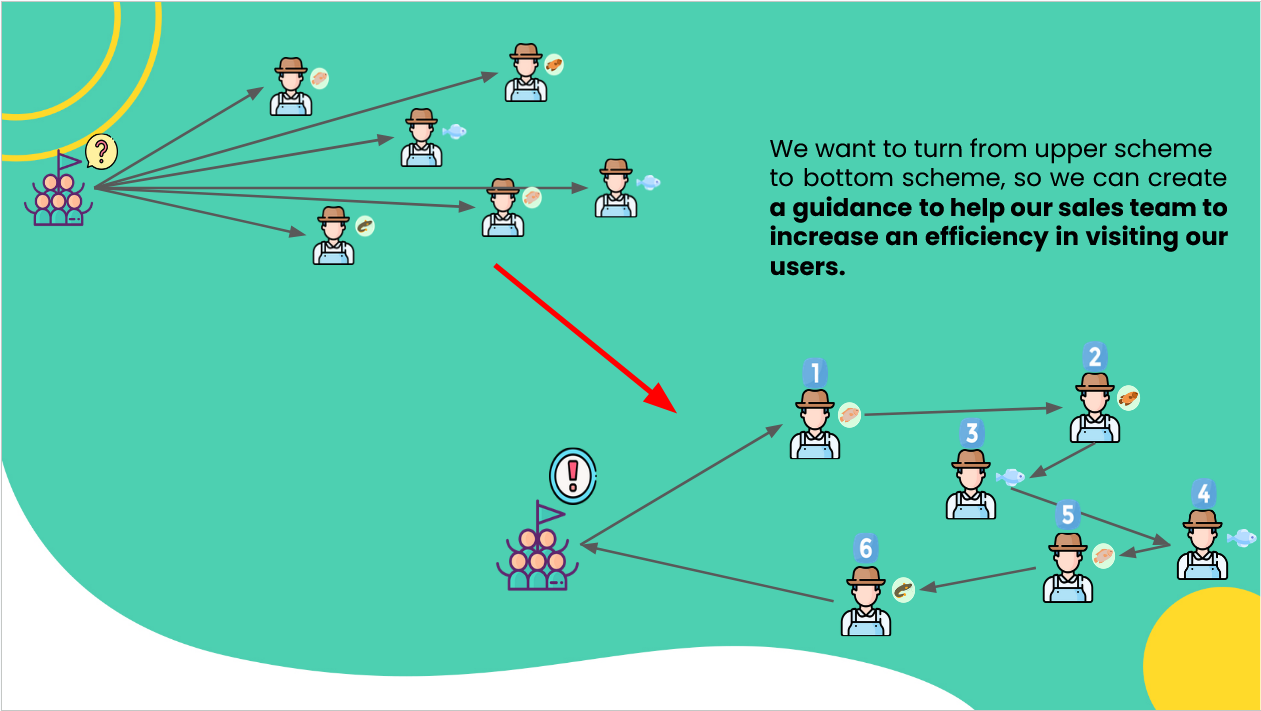 ?
We want to turn from upper scheme
to bottom scheme, so we can create
a guidance to help our sales team to
increase an efficiency in visiting our
users.
1
2
3
4
5
6
!